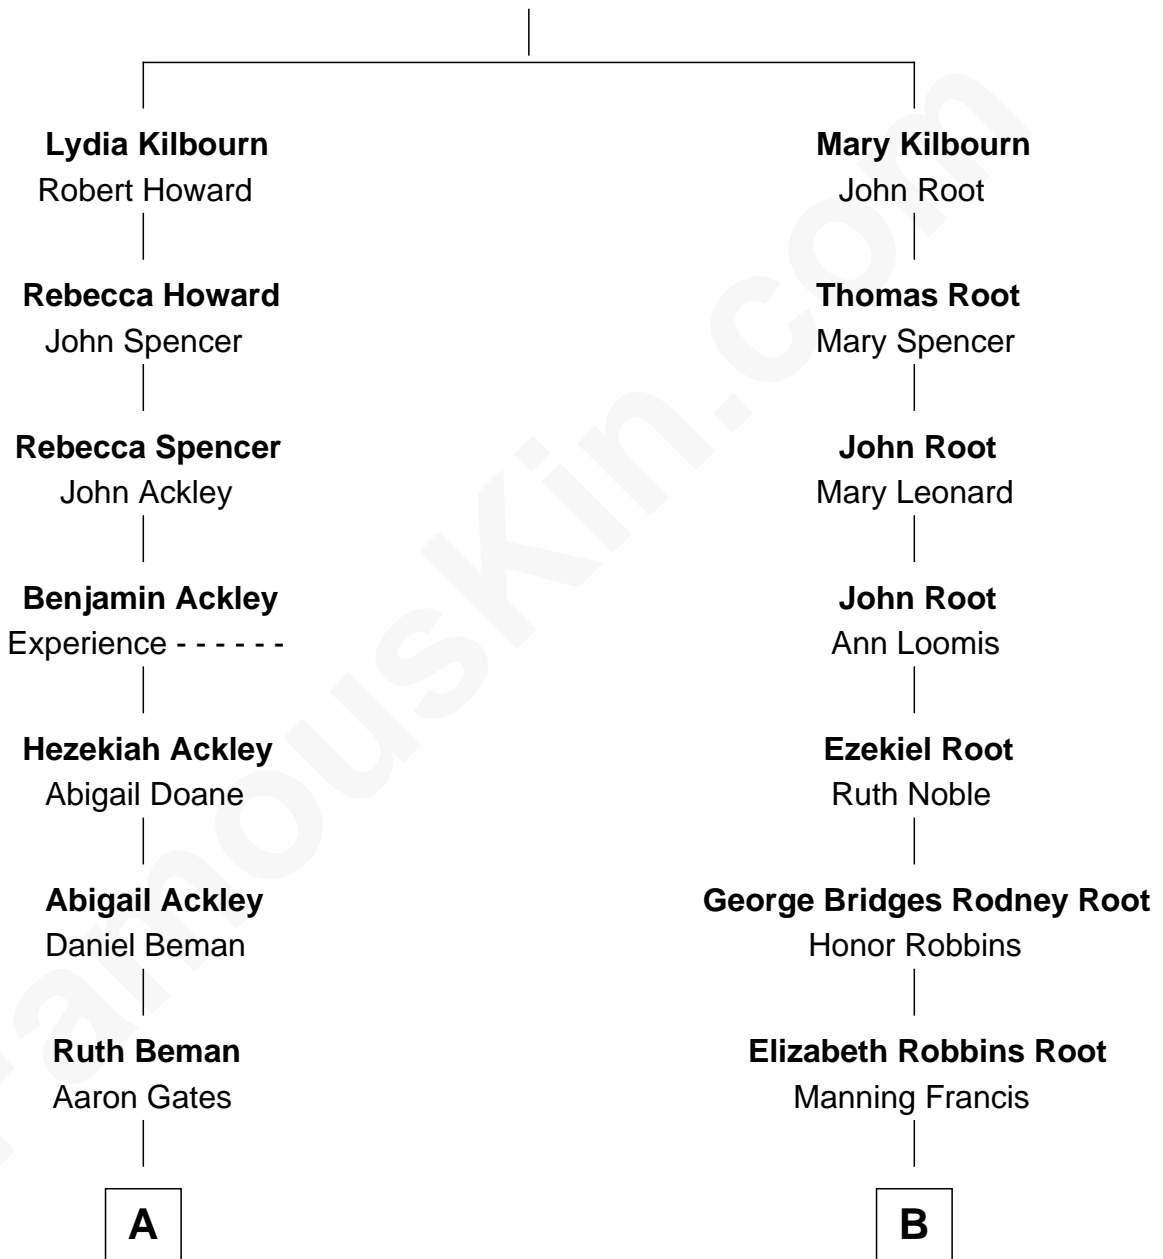 Lydia Kilbourn
Robert Howard
Mary Kilbourn
John Root
Rebecca Howard
John Spencer
Thomas Root
Mary Spencer
Rebecca Spencer
John Ackley
John Root
Mary Leonard
Benjamin Ackley
Experience - - - - - -
John Root
Ann Loomis
Hezekiah Ackley
Abigail Doane
Ezekiel Root
Ruth Noble
Abigail Ackley
Daniel Beman
George Bridges Rodney Root
Honor Robbins
Ruth Beman
Aaron Gates
Elizabeth Robbins Root
Manning Francis
A
B
FamousKin.com